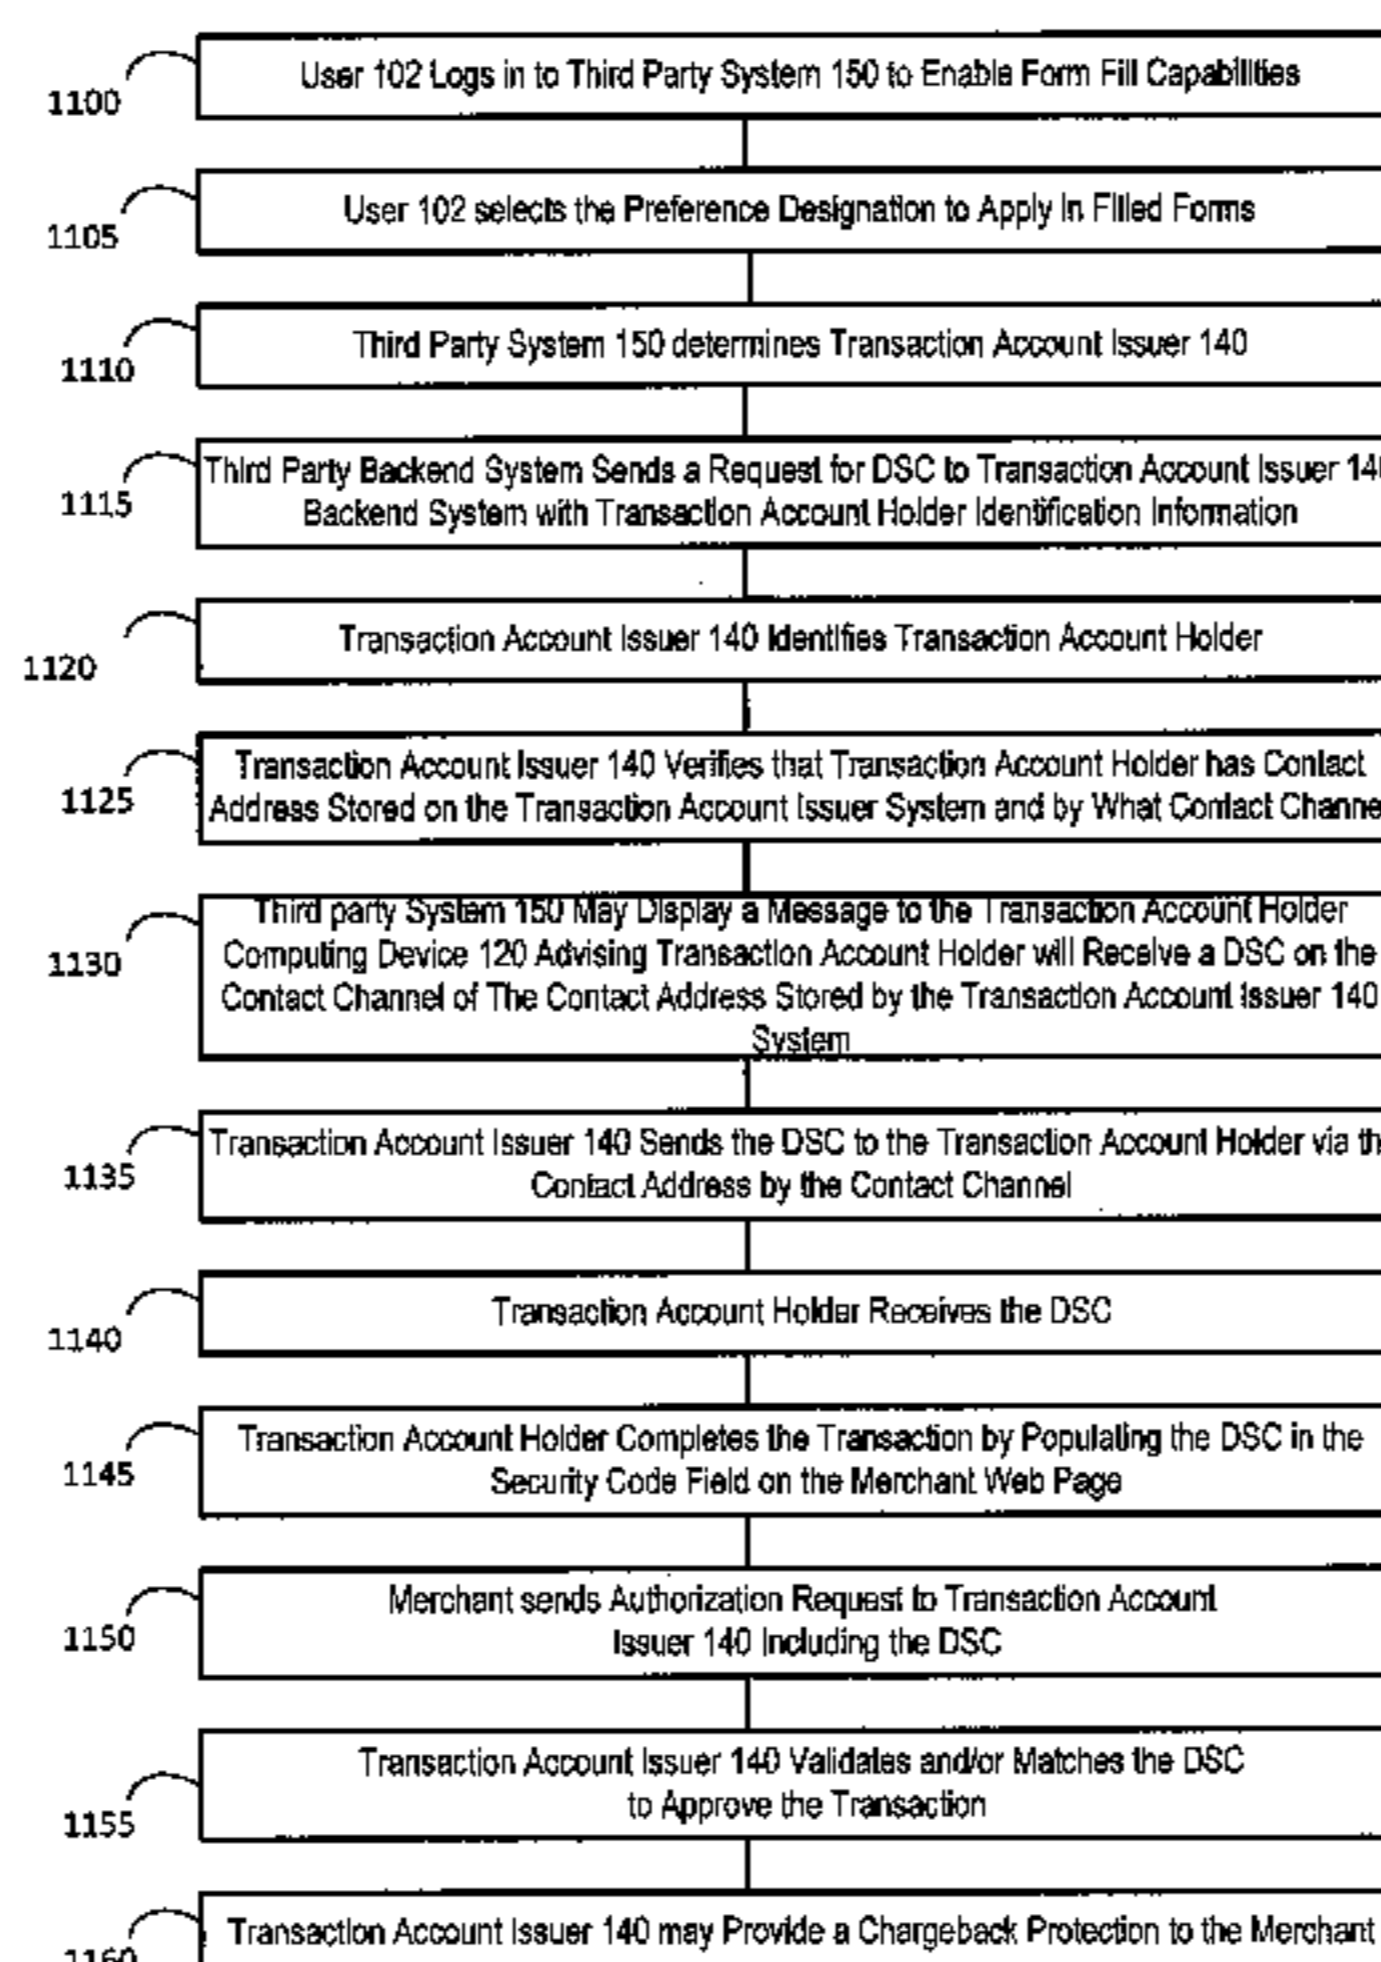 1100
User 102 Logs in to Third Party System 150 to Enable Form Fill Capabilities
1105
User 102 selects the Preference Designation to Apply in Filled Forms
1110
Third Party System 150 determines Transaction Account Issuer 140
1115
Third Party Backend System Sends a Request for DSC to Transaction Account Issuer 140
Backend System with Transaction Account Holder Identification Information
1120
Transaction Account Issuer 140 Identifies Transaction Account Holder
1125
Transaction Account Issuer 140 Verifies that Transaction Account Holder has Contact
Address Stored on the Transaction Account Issuer System and by What Contact Channe
1130
Third party System 150 May Display a Message to the Transaction Account Holder
Computing Device 120 Advising Transaction Account Holder will Receive a DSC on the
Contact Channel of The Contact Address Stored by the Transaction Account Issuer 140
System
1135
Transaction Account Issuer 140 Sends the DSC to the Transaction Account Holder via th
Contact Address by the Contact Channel
1140
Transaction Account Holder Receives the DSC
1145
Transaction Account Holder Completes the Transaction by Populating the DSC in the
Security Code Field on the Merchant Web Page
1150
Merchant sends Authorization Request to Transaction Account
Issuer 140 Including the DSC
1155
Transaction Account Issuer 140 Validates and/or Matches the DSC
to Approve the Transaction
1160
Transaction Account Issuer 140 may Provide a Chargeback Protection to the Merchant